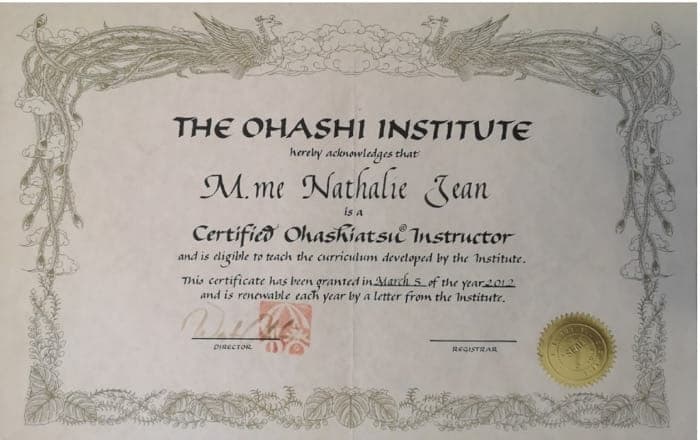 THE OHASHI INSTITUTE
hereby acknowledges that
M.me Nathalie Jean
is a
Certified Ohashiatsu® Instructor
and is eligible to teach the curriculum developed by the Institute.
This certificate has been granted in March 5 of the year 2012
and is renewable each year by a letter from the Institute.
DIRECTOR
REGISTRAR